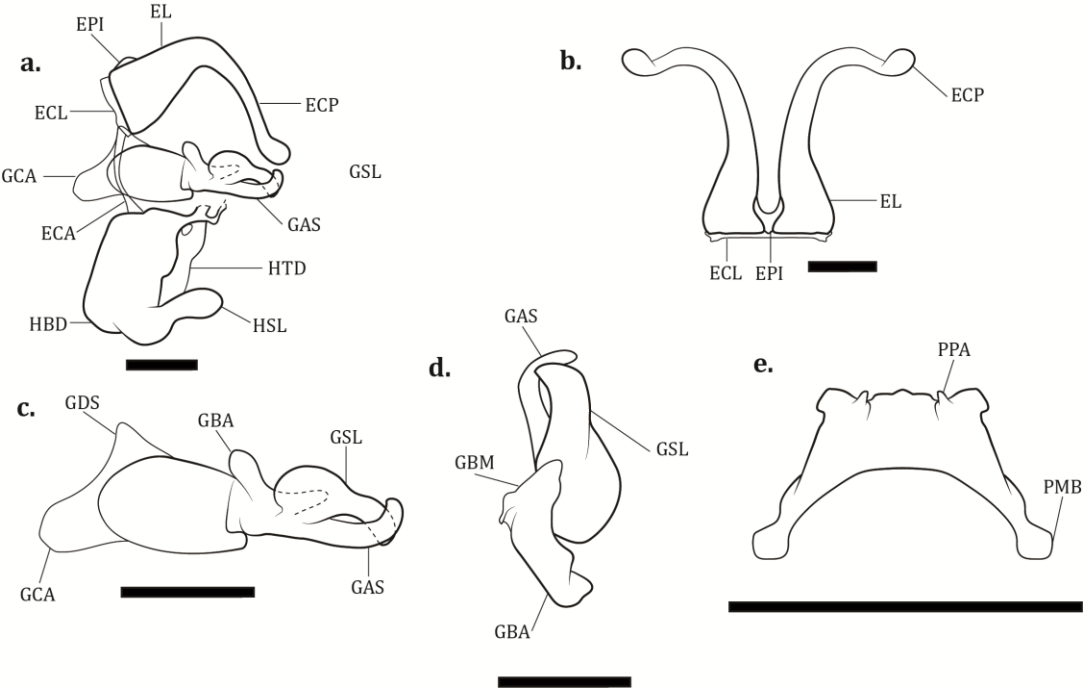 a.
EPI
EL
ECL
ECP
GCA
GSL
ECA
GAS
HTD
HBD
HSL
b.
ECP
EL
ECL
EPI
c.
GDS
GBA
GSL
GCA
GAS
d.
GAS
GSL
GBM
GBA
e.
PPA
PMB